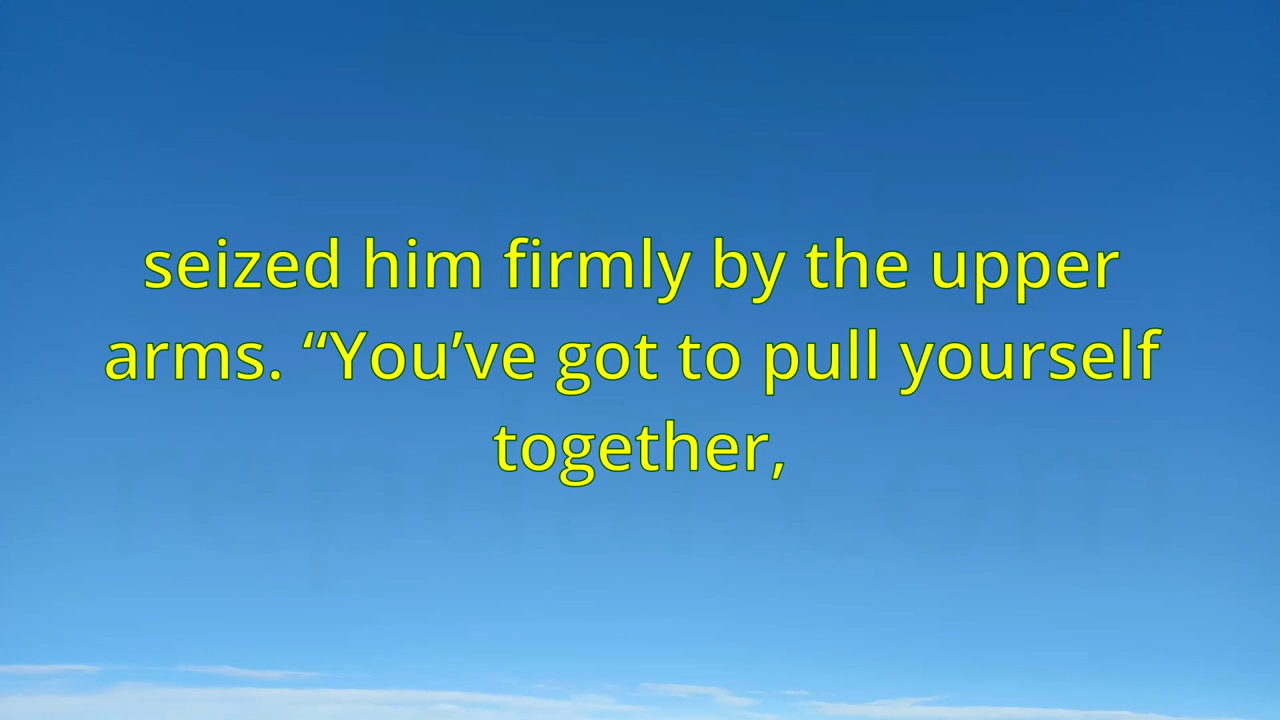 seized him firmly by the upper
arms. “You’ve got to pull yourself
together,